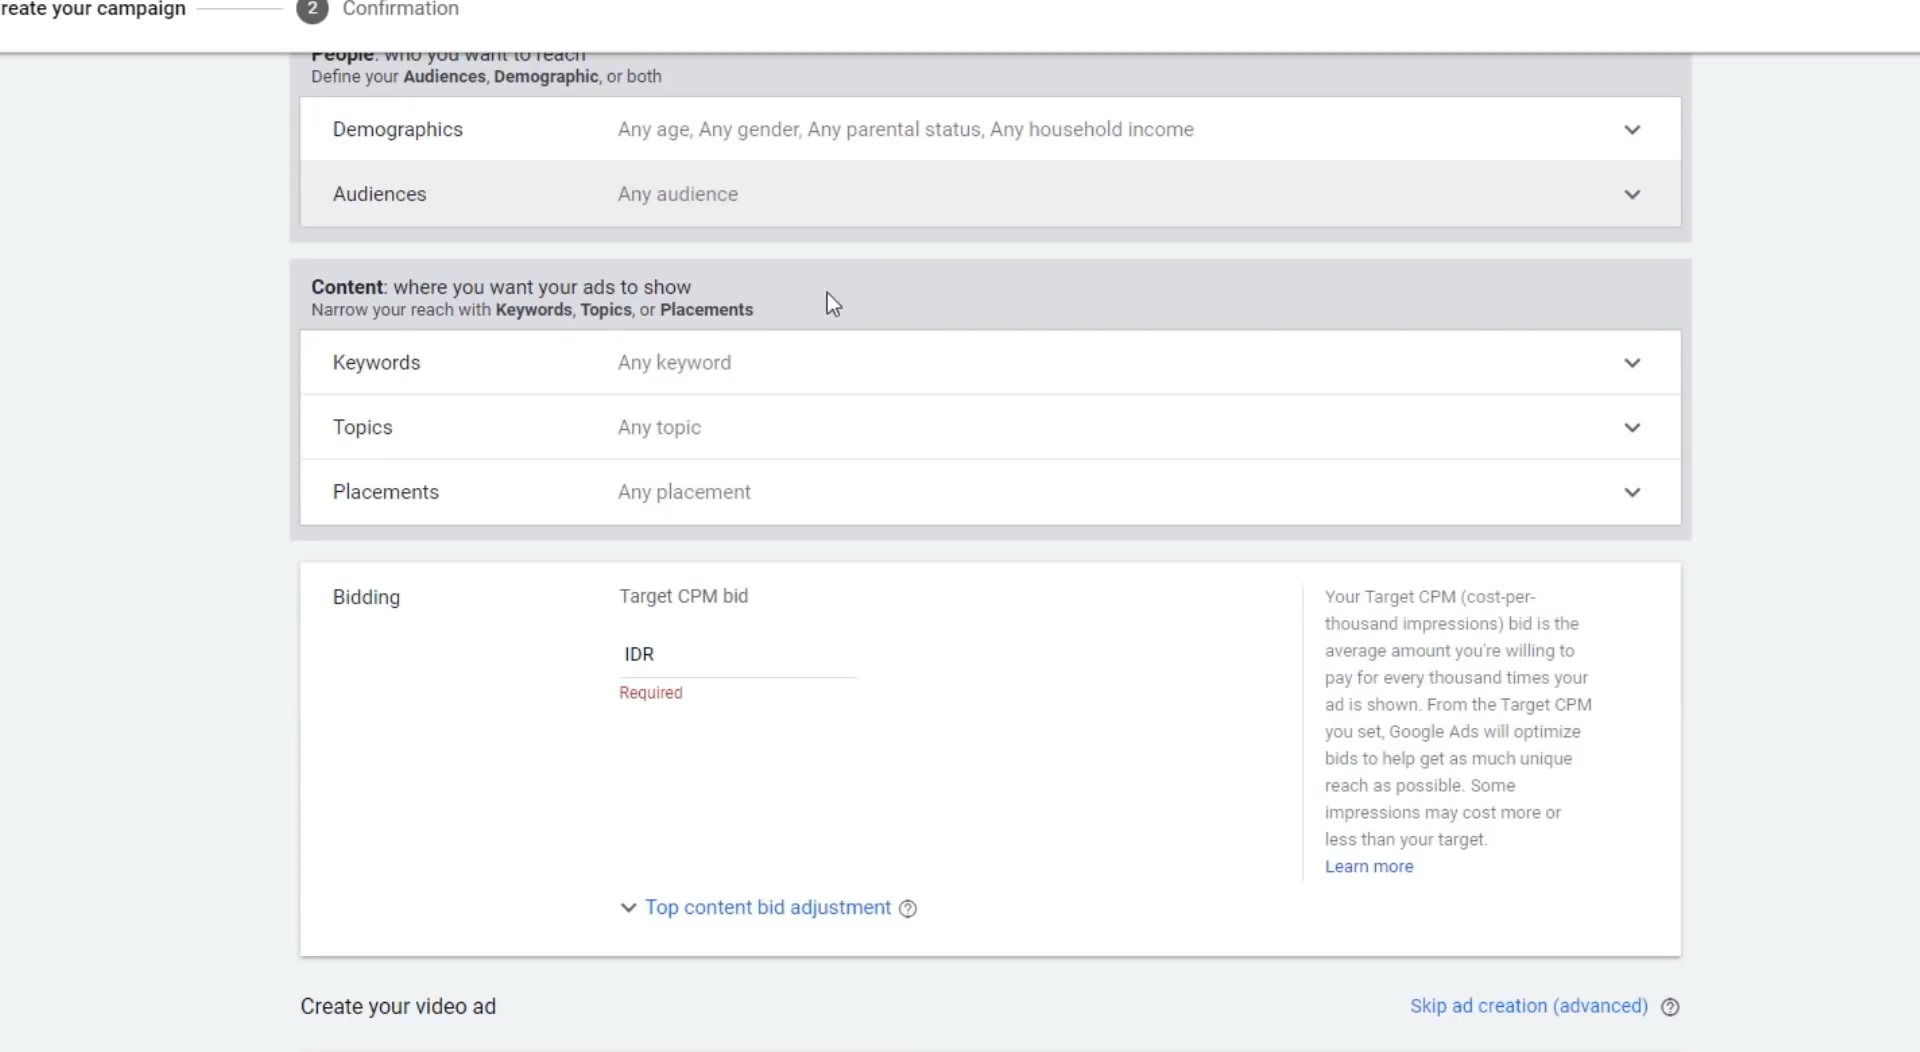 reate your campaign
2 Confirmation
People: who you want to reach
Define your Audiences, Demographic, or both
Demographics Any age, Any gender, Any parental status, Any household income
Audiences Any audience
Content: where you want your ads to show
Narrow your reach with Keywords, Topics, or Placements
Keywords Any keyword
Topics Any topic
Placements Any placement
Bidding Target CPM bid
IDR
Required
Your Target CPM (cost-per-
thousand impressions) bid is the
average amount you're willing to
pay for every thousand times your
ad is shown. From the Target CPM
you set, Google Ads will optimize
bids to help get as much unique
reach as possible. Some
impressions may cost more or
less than your target.
Learn more
Top content bid adjustment ?
Create your video ad
Skip ad creation (advanced) ?